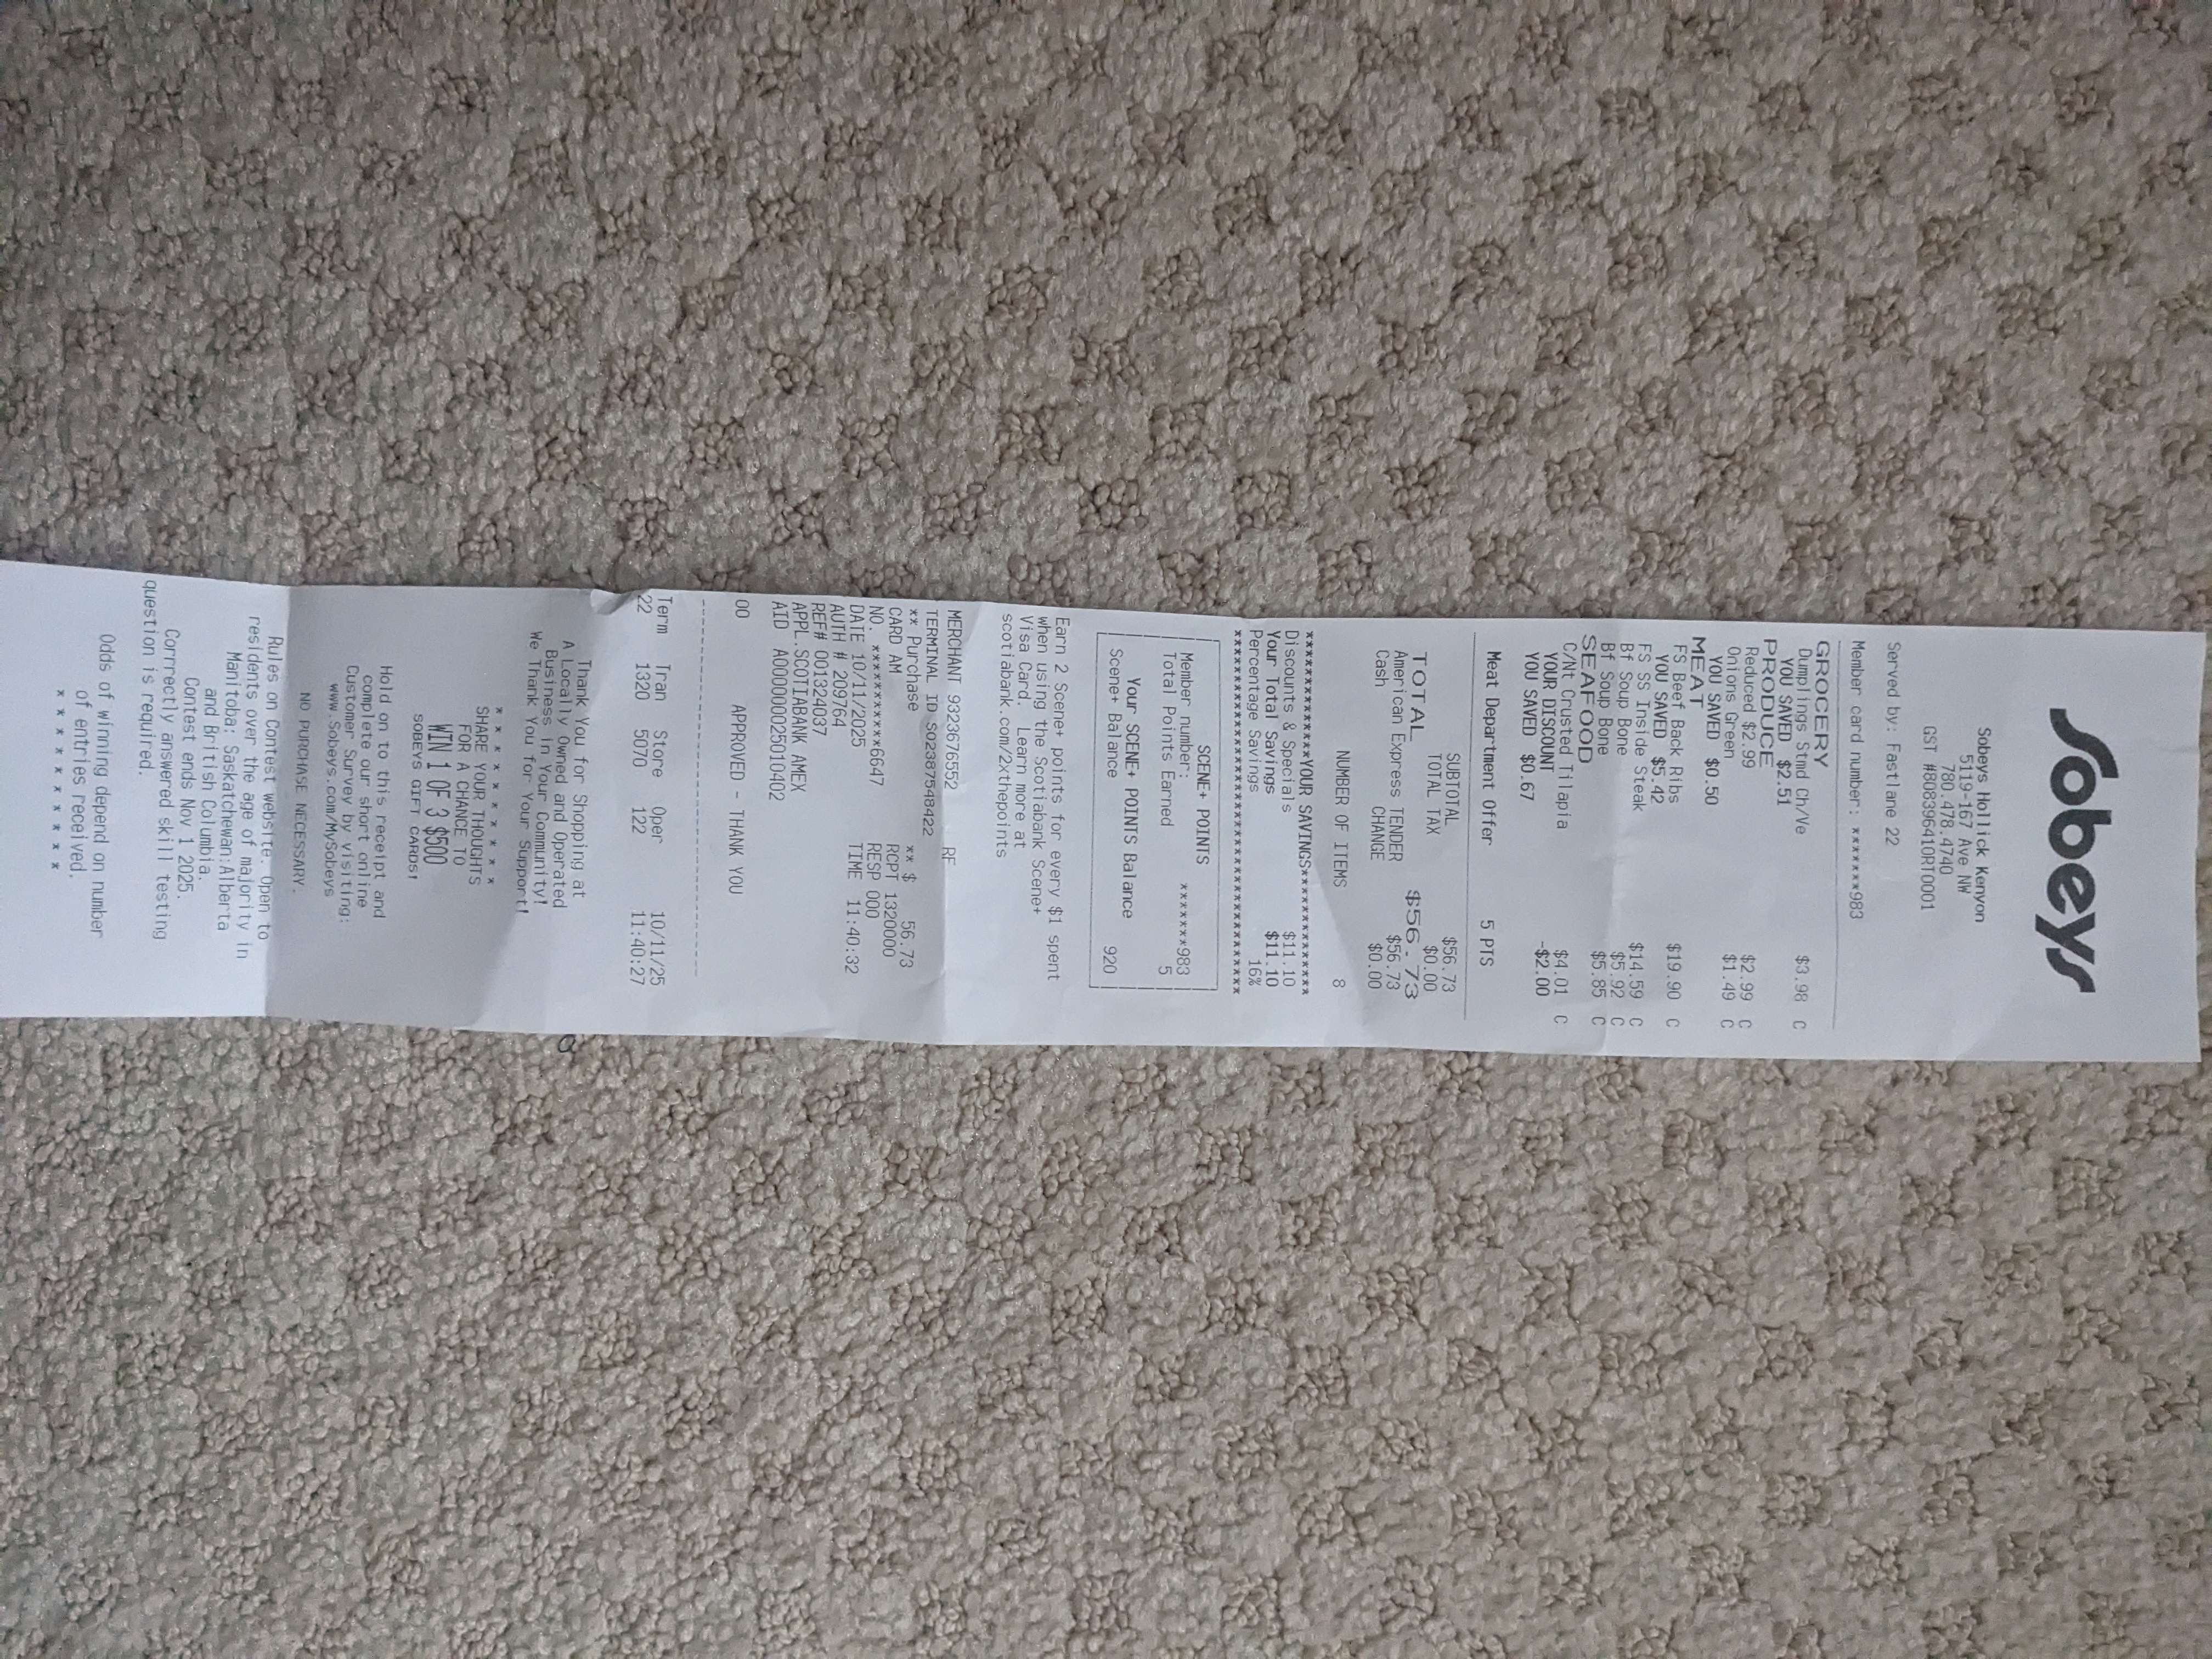 Sobeys
Sobeys Hollick Kenyon
5119-167 Ave NW
780.478.4740
GST #808396410RT0001
Served by: Fastlane 22
Member card number: *******983
GROCERY
Dumplings Stmd Ch/Ve $3.98 C
YOU SAVED $2.51
Reduced $2.99 $2.99 C
PRODUCE
Onions Green $1.49 C
YOU SAVED $0.50
MEAT
FS Beef Back Ribs $19.90 C
YOU SAVED $5.42
FS SS Inside Steak $14.59 C
Bf Soup Bone $5.92 C
Bf Soup Bone $5.85 C
SEAFOOD
C/Nt Crusted Tilapia $4.01 C
YOUR DISCOUNT -$2.00
YOU SAVED $0.67
Meat Department Offer 5 PTS
SUBTOTAL $56.73
TOTAL TAX $0.00
TOTAL $56.73
American Express TENDER $56.73
Cash CHANGE $0.00
NUMBER OF ITEMS 8
************YOUR SAVINGS*************
Discounts & Specials $11.10
Your Total Savings $11.10
Percentage Savings 16%
****************************************
SCENE+ POINTS
Member number: *******983
Total Points Earned 5
Your SCENE+ POINTS Balance
Scene+ Balance 920
Earn 2 Scene+ points for every $1 spent
when using the Scotiabank Scene+
Visa Card. Learn more at
scotiabank.com/2xthepoints
MERCHANT 9323676552 RF
TERMINAL ID S02387548422
** Purchase ** $ 56.73
CARD AM RCPT 1320000
NO. ************6647 RESP 000
DATE 10/11/2025 TIME 11:40:32
AUTH # 209764
REF# 001324037
APPL SCOTIABANK AMEX
AID A00000002510402
00 APPROVED - THANK YOU
Term Tran Store Oper 10/11/25
22 1320 5070 122 11:40:27
Thank You for Shopping at
A Locally Owned and Operated
Business in Your Community!
We Thank You for Your Support!
* * * * * * * * * * *
SHARE YOUR THOUGHTS
FOR A CHANCE TO
WIN 1 OF 3 $500
SOBEYS GIFT CARDS!
Hold on to this receipt and
complete our short online
Customer Survey by visiting:
www.Sobeys.com/MySobeys
NO PURCHASE NECESSARY.
Rules on Contest website. Open to
residents over the age of majority in
Manitoba: Saskatchewan:Alberta
and British Columbia.
Contest ends Nov 1 2025.
Corrrectly answered skill testing
question is required.
Odds of winning depend on number
of entries received.
* * * * * * * * * * *